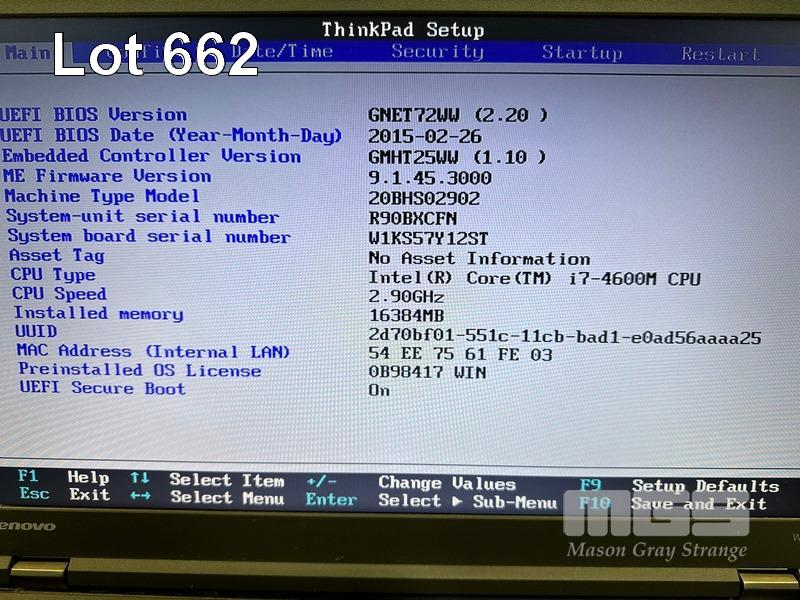 ThinkPad Setup
Main
Lot 662
Date/Time Security Startup Restart
UEFI BIOS Version GNET72WW (2.20 )
UEFI BIOS Date (Year-Month-Day) 2015-02-26
Embedded Controller Version GMHT25WW (1.10 )
ME Firmware Version 9.1.45.3000
Machine Type Model 20BHS02902
System-unit serial number R90BXCFN
System board serial number W1KS57Y12ST
Asset Tag No Asset Information
CPU Type Intel(R) Core(TM) i7-4600M CPU
CPU Speed 2.90GHz
Installed memory 16384MB
UUID 2d70bf01-551c-11cb-bad1-e0ad56aaaa25
MAC Address (Internal LAN) 54 EE 75 61 FE 03
Preinstalled OS License 0B98417 WIN
UEFI Secure Boot On
F1 Help ↑↓ Select Item +/- Change Values F9 Setup Defaults
Esc Exit ←→ Select Menu Enter Select ▶ Sub-Menu F10 Save and Exit
lenovo
MGS
Mason Gray Strange